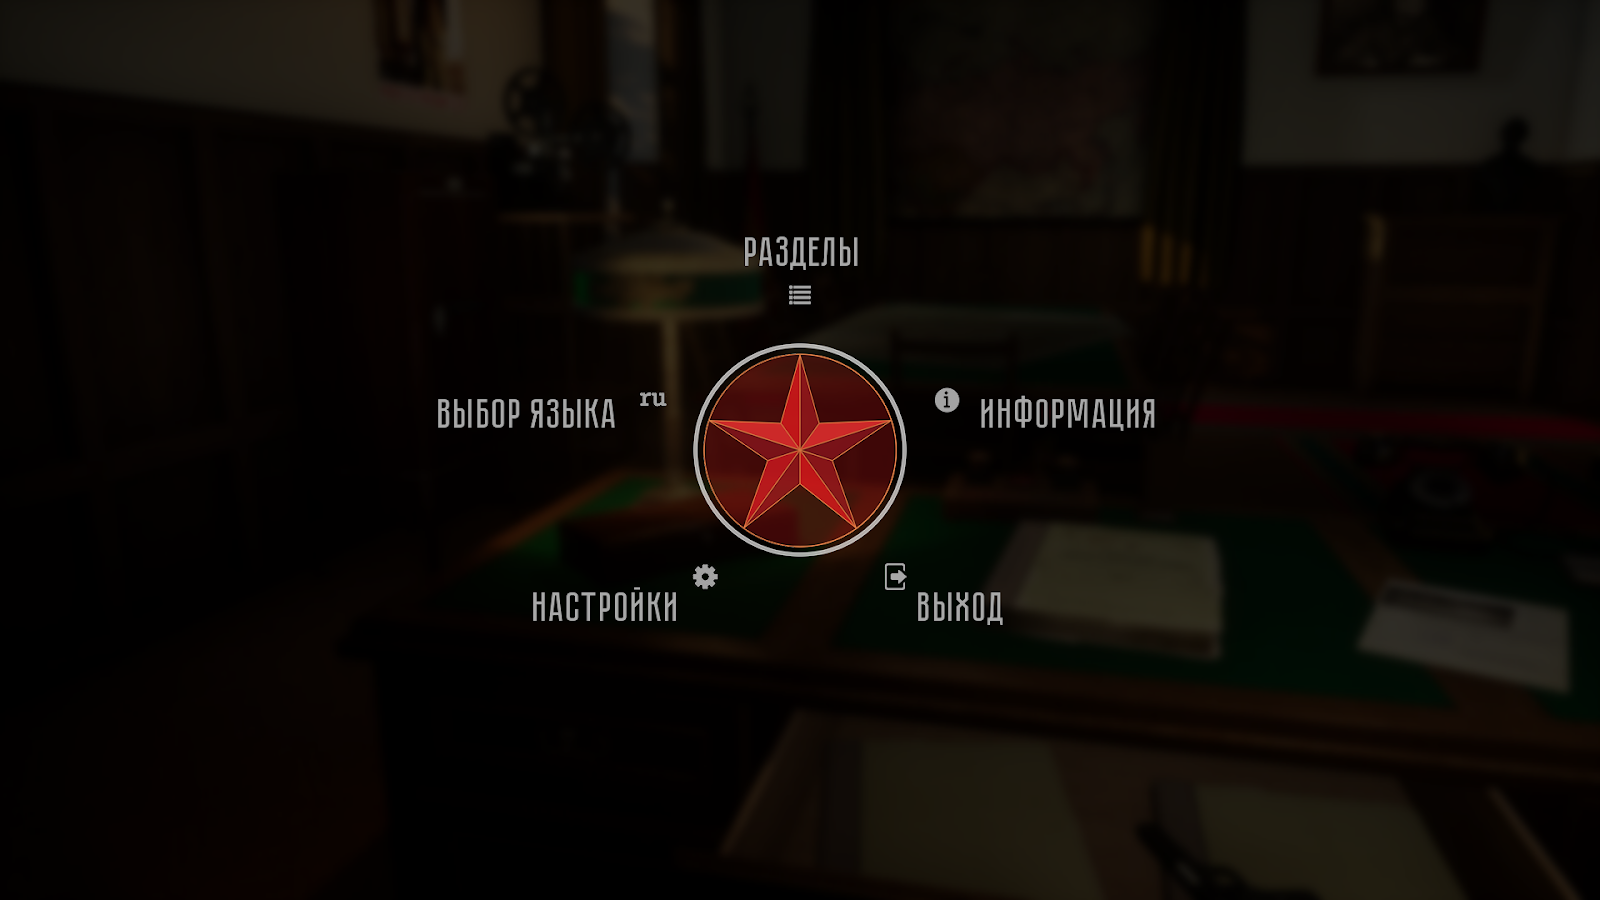 РАЗДЕЛЫ
ВЫБОР ЯЗЫКА
ru
ИНФОРМАЦИЯ
НАСТРОЙКИ
ВЫХОД